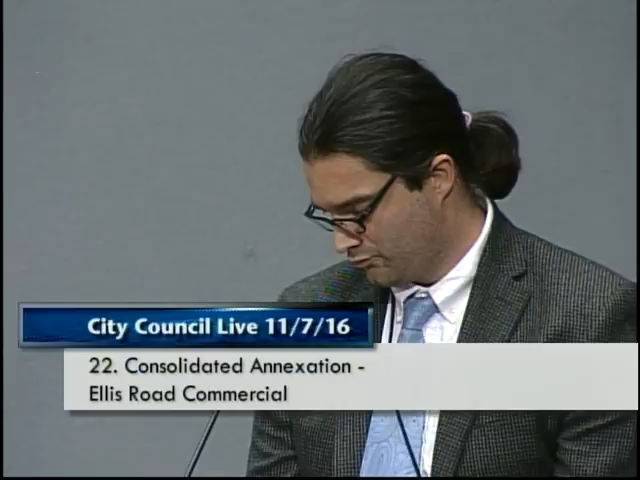 City Council Live 11/7/16
22. Consolidated Annexation -
Ellis Road Commercial